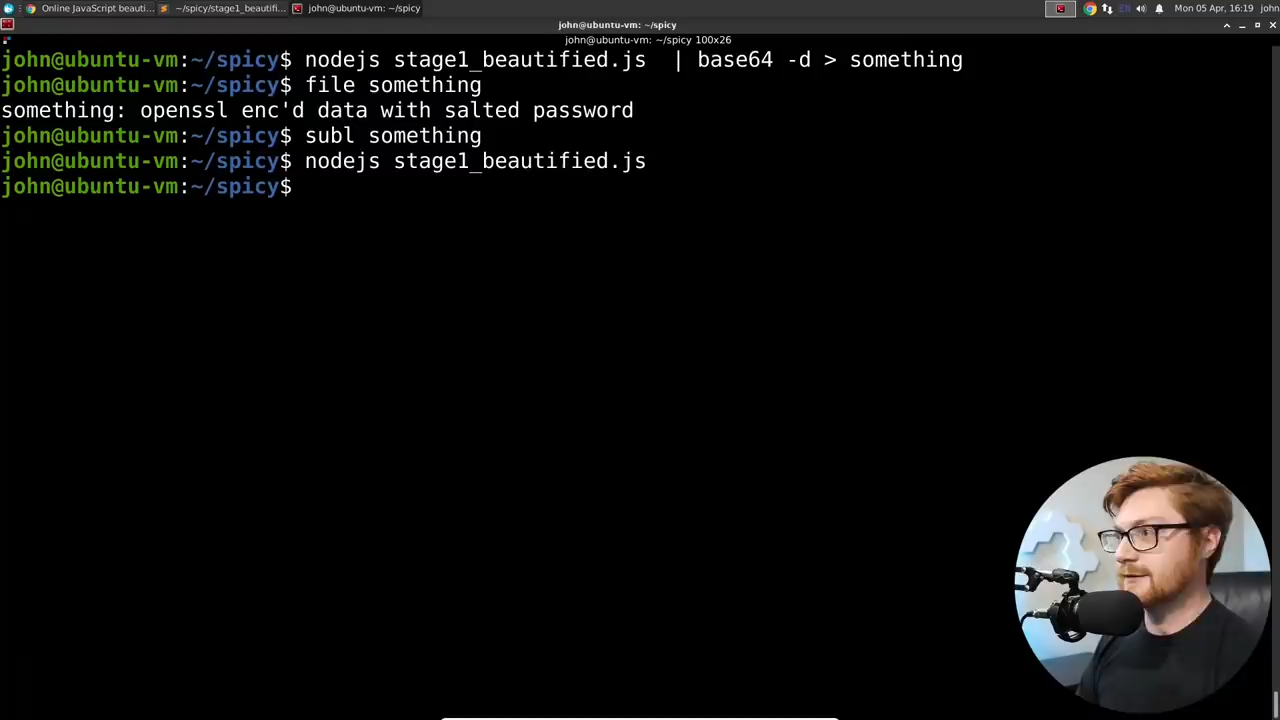 Online JavaScript beauti... ~/spicy/stage1_beautifi... john@ubuntu-vm: ~/spicy EN Mon 05 Apr, 16:19 john
john@ubuntu-vm: ~/spicy
john@ubuntu-vm: ~/spicy 100x26
john@ubuntu-vm:~/spicy$ nodejs stage1_beautified.js  | base64 -d > something
john@ubuntu-vm:~/spicy$ file something
something: openssl enc'd data with salted password
john@ubuntu-vm:~/spicy$ subl something
john@ubuntu-vm:~/spicy$ nodejs stage1_beautified.js
john@ubuntu-vm:~/spicy$